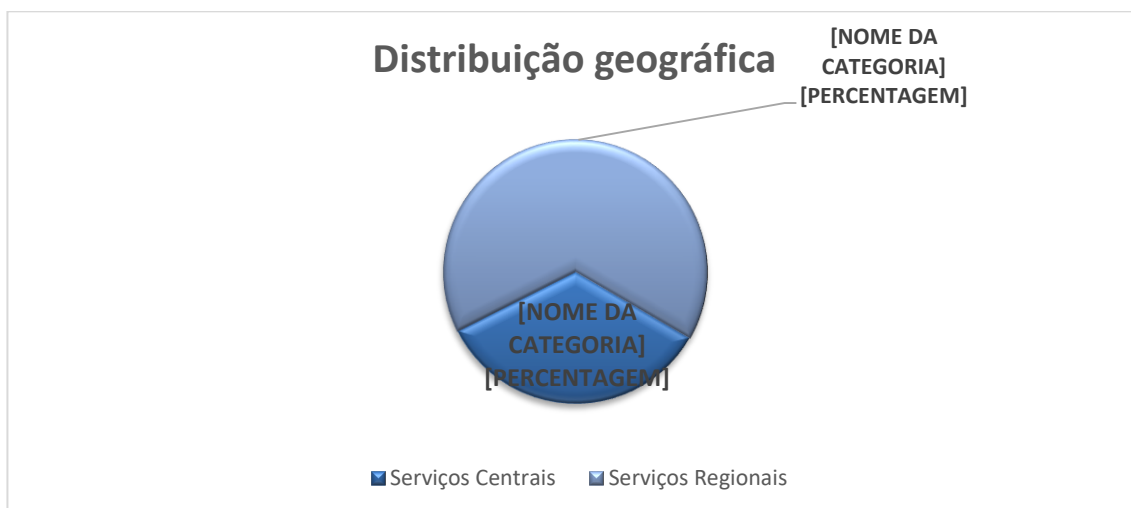 Distribuição geográfica
[NOME DA
CATEGORIA]
[PERCENTAGEM]
[NOME DA
CATEGORIA]
[PERCENTAGEM]
Serviços Centrais
Serviços Regionais